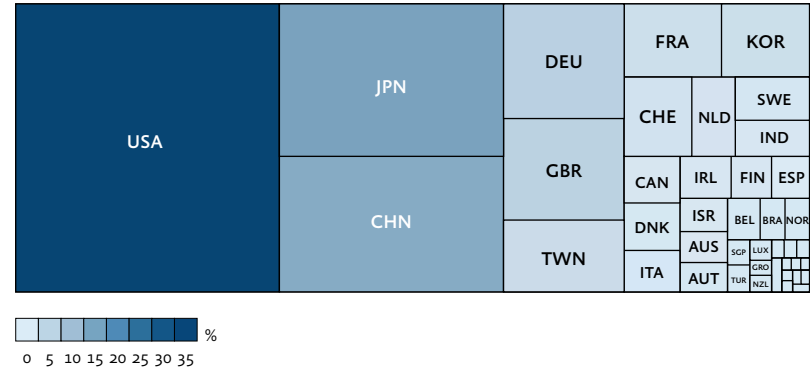 USA
JPN
CHN
DEU
GBR
TWN
FRA
KOR
CHE
NLD
SWE
IND
CAN
IRL
FIN
ESP
DNK
ISR
BEL
BRA
NOR
AUS
ITA
AUT
SGP
LUX
GRO
TUR
NZL
%
0 5 10 15 20 25 30 35